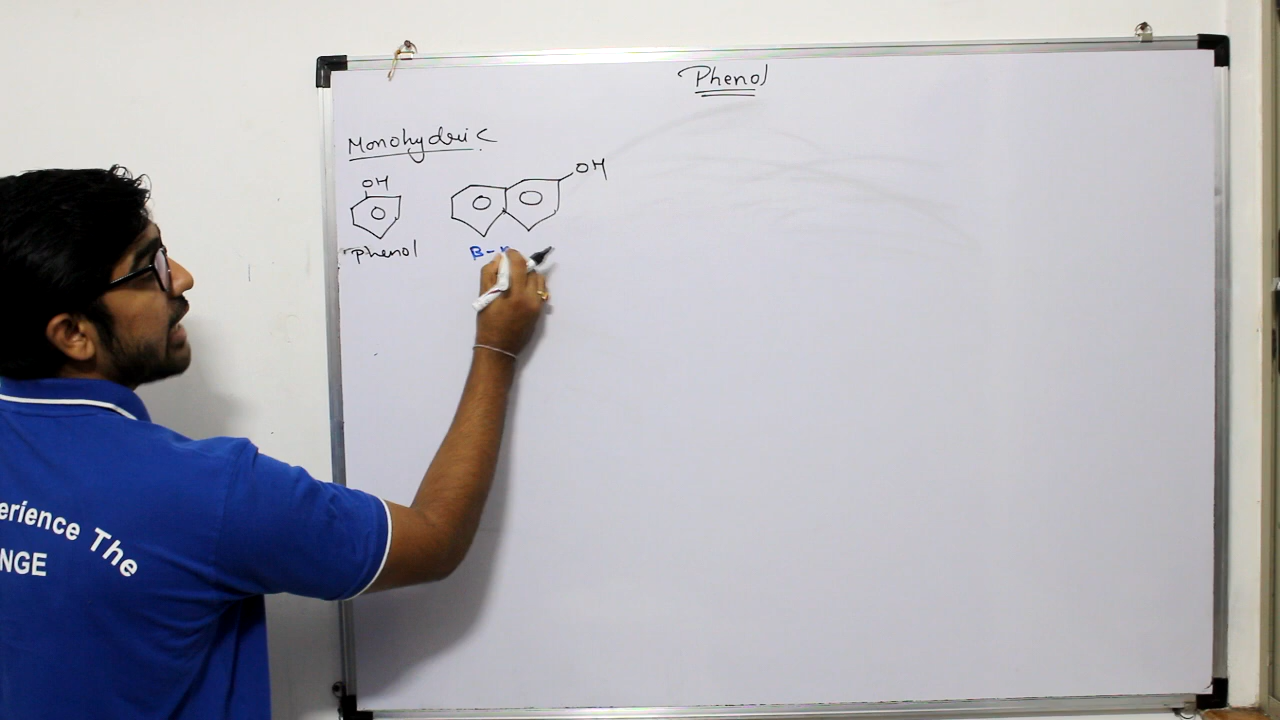 Phenol
Monohydric
OH
OH
phenol
B-
erience The
NGE